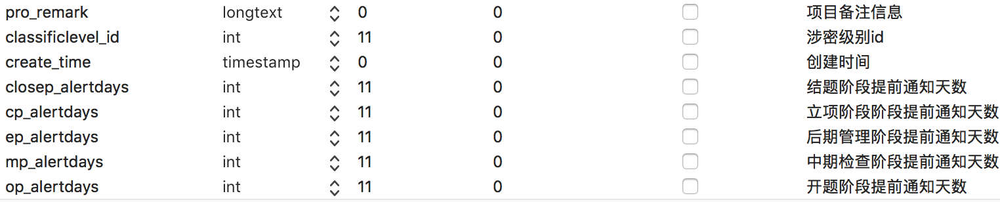 pro_remark longtext 0 0 项目备注信息
classificlevel_id int 11 0 涉密级别id
create_time timestamp 0 0 创建时间
closep_alertdays int 11 0 结题阶段提前通知天数
cp_alertdays int 11 0 立项阶段阶段提前通知天数
ep_alertdays int 11 0 后期管理阶段提前通知天数
mp_alertdays int 11 0 中期检查阶段提前通知天数
op_alertdays int 11 0 开题阶段提前通知天数